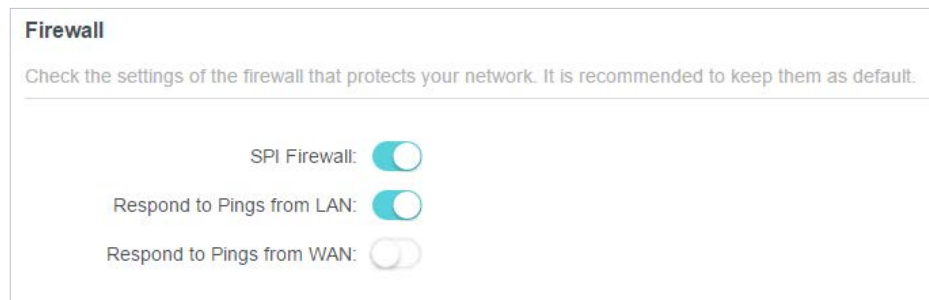 Firewall
Check the settings of the firewall that protects your network. It is recommended to keep them as default.
SPI Firewall:
Respond to Pings from LAN:
Respond to Pings from WAN: